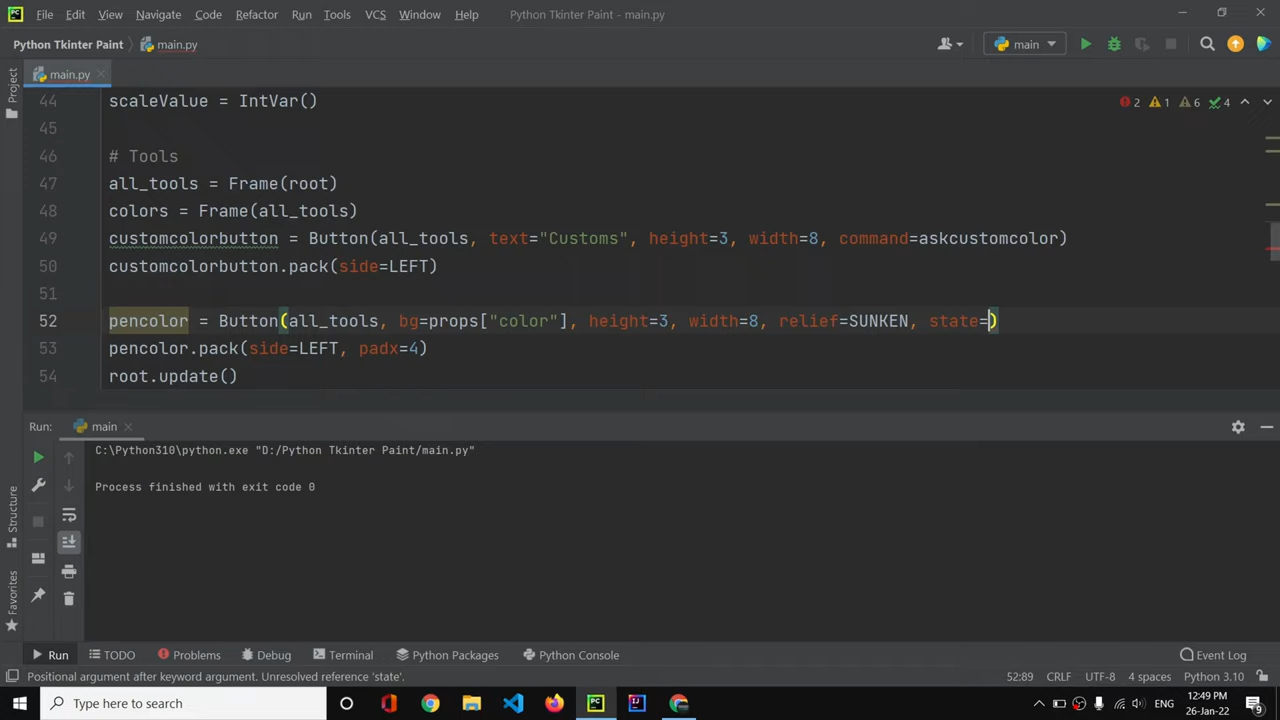 File Edit View Navigate Code Refactor Run Tools VCS Window Help Python Tkinter Paint - main.py
Python Tkinter Paint main.py main
main.py
Project
44 scaleValue = IntVar() 2 1 6 4
45
46 # Tools
47 all_tools = Frame(root)
48 colors = Frame(all_tools)
49 customcolorbutton = Button(all_tools, text="Customs", height=3, width=8, command=askcustomcolor)
50 customcolorbutton.pack(side=LEFT)
51
52 pencolor = Button(all_tools, bg=props["color"], height=3, width=8, relief=SUNKEN, state=)
53 pencolor.pack(side=LEFT, padx=4)
54 root.update()
Run: main
C:\Python310\python.exe "D:/Python Tkinter Paint/main.py"
Process finished with exit code 0
Structure
Favorites
Run TODO Problems Debug Terminal Python Packages Python Console Event Log
Positional argument after keyword argument. Unresolved reference 'state'. 52:89 CRLF UTF-8 4 spaces Python 3.10
Type here to search ENG 12:49 PM 26-Jan-22 9